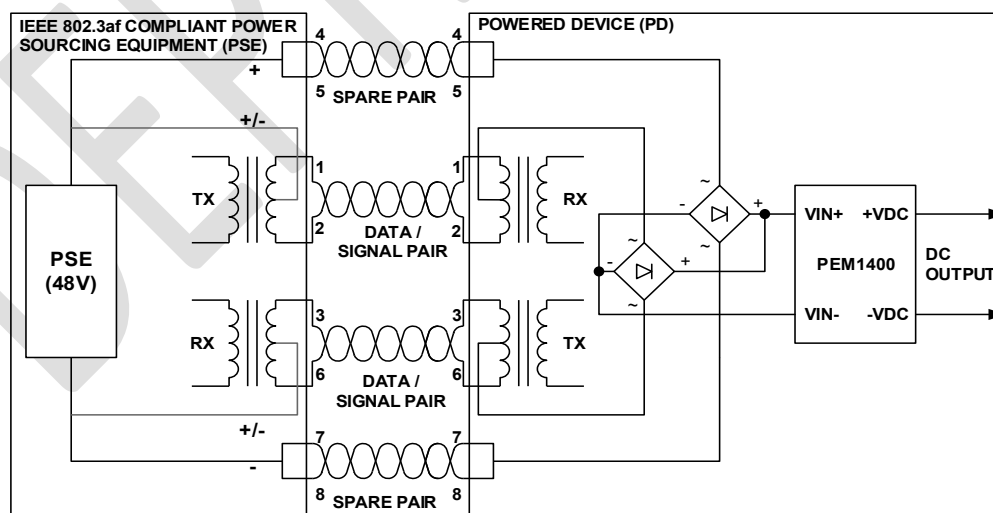 IEEE 802.3af COMPLIANT POWER
SOURCING EQUIPMENT (PSE)
POWERED DEVICE (PD)
4
4
+
5
5
SPARE PAIR
+/-
1
1
TX
RX
2
2
DATA /
SIGNAL PAIR
~
~
-
+
~
~
-
+
VIN+
+VDC
PEM1400
DC
OUTPUT
VIN-
-VDC
PSE
(48V)
3
3
RX
TX
6
6
DATA /
SIGNAL PAIR
+/-
7
7
-
8
8
SPARE PAIR